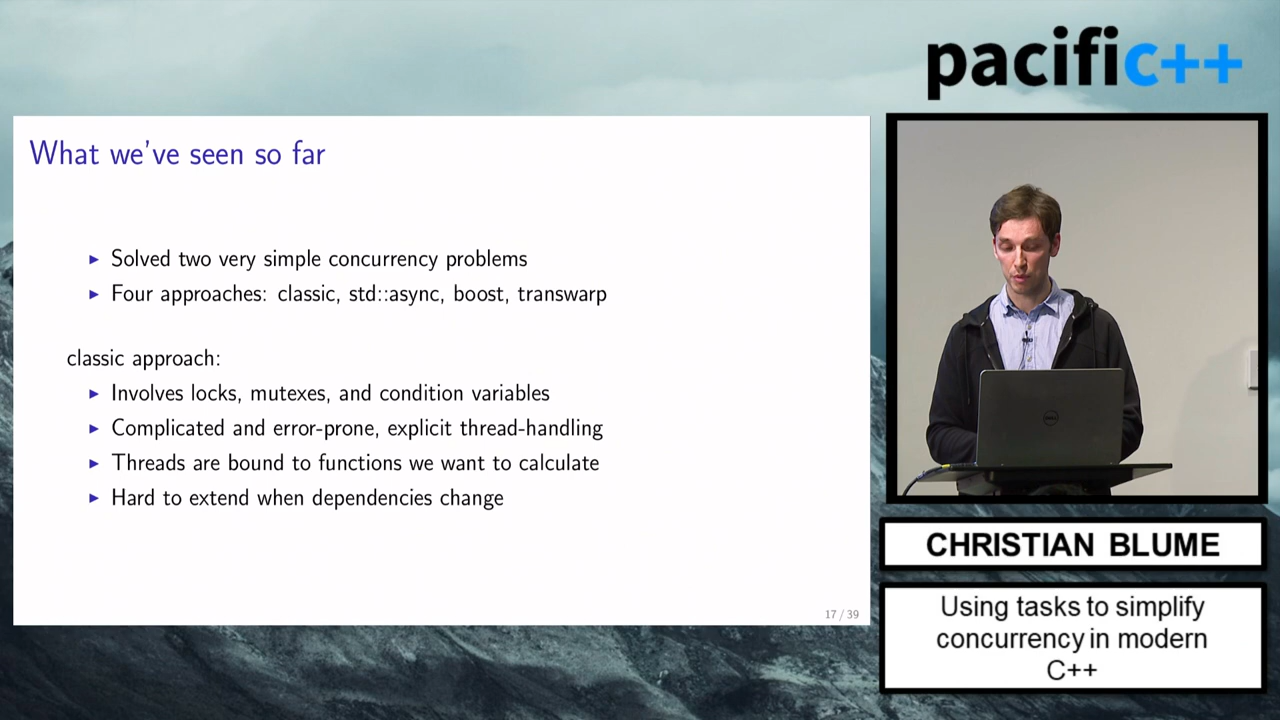 pacific++
What we've seen so far
▶ Solved two very simple concurrency problems
▶ Four approaches: classic, std::async, boost, transwarp
classic approach:
▶ Involves locks, mutexes, and condition variables
▶ Complicated and error-prone, explicit thread-handling
▶ Threads are bound to functions we want to calculate
▶ Hard to extend when dependencies change
17 / 39
DELL
CHRISTIAN BLUME
Using tasks to simplify
concurrency in modern
C++